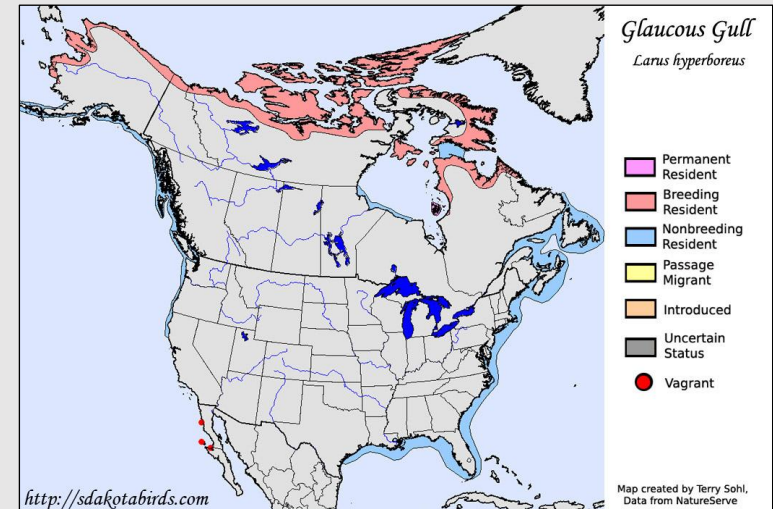 Glaucous Gull
Larus hyperboreus
Permanent
Resident
Breeding
Resident
Nonbreeding
Resident
Passage
Migrant
Introduced
Uncertain
Status
Vagrant
http://sdakotabirds.com
Map created by Terry Sohl,
Data from NatureServe